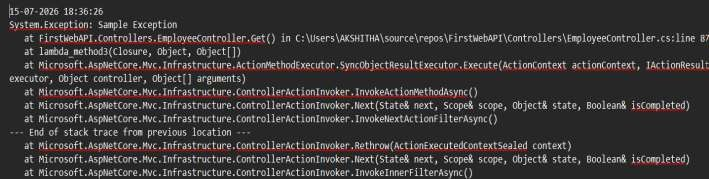 15-07-2026 18:36:26
System.Exception: Sample Exception
   at FirstWebAPI.Controllers.EmployeeController.Get() in C:\Users\AKSHITHA\source\repos\FirstWebAPI\Controllers\EmployeeController.cs:line 87
   at lambda_method3(Closure, Object, Object[])
   at Microsoft.AspNetCore.Mvc.Infrastructure.ActionMethodExecutor.SyncObjectResultExecutor.Execute(ActionContext actionContext, IActionResult
executor, Object controller, Object[] arguments)
   at Microsoft.AspNetCore.Mvc.Infrastructure.ControllerActionInvoker.InvokeActionMethodAsync()
   at Microsoft.AspNetCore.Mvc.Infrastructure.ControllerActionInvoker.Next(State& next, Scope& scope, Object& state, Boolean& isCompleted)
   at Microsoft.AspNetCore.Mvc.Infrastructure.ControllerActionInvoker.InvokeNextActionFilterAsync()
--- End of stack trace from previous location ---
   at Microsoft.AspNetCore.Mvc.Infrastructure.ControllerActionInvoker.Rethrow(ActionExecutedContextSealed context)
   at Microsoft.AspNetCore.Mvc.Infrastructure.ControllerActionInvoker.Next(State& next, Scope& scope, Object& state, Boolean& isCompleted)
   at Microsoft.AspNetCore.Mvc.Infrastructure.ControllerActionInvoker.InvokeInnerFilterAsync()